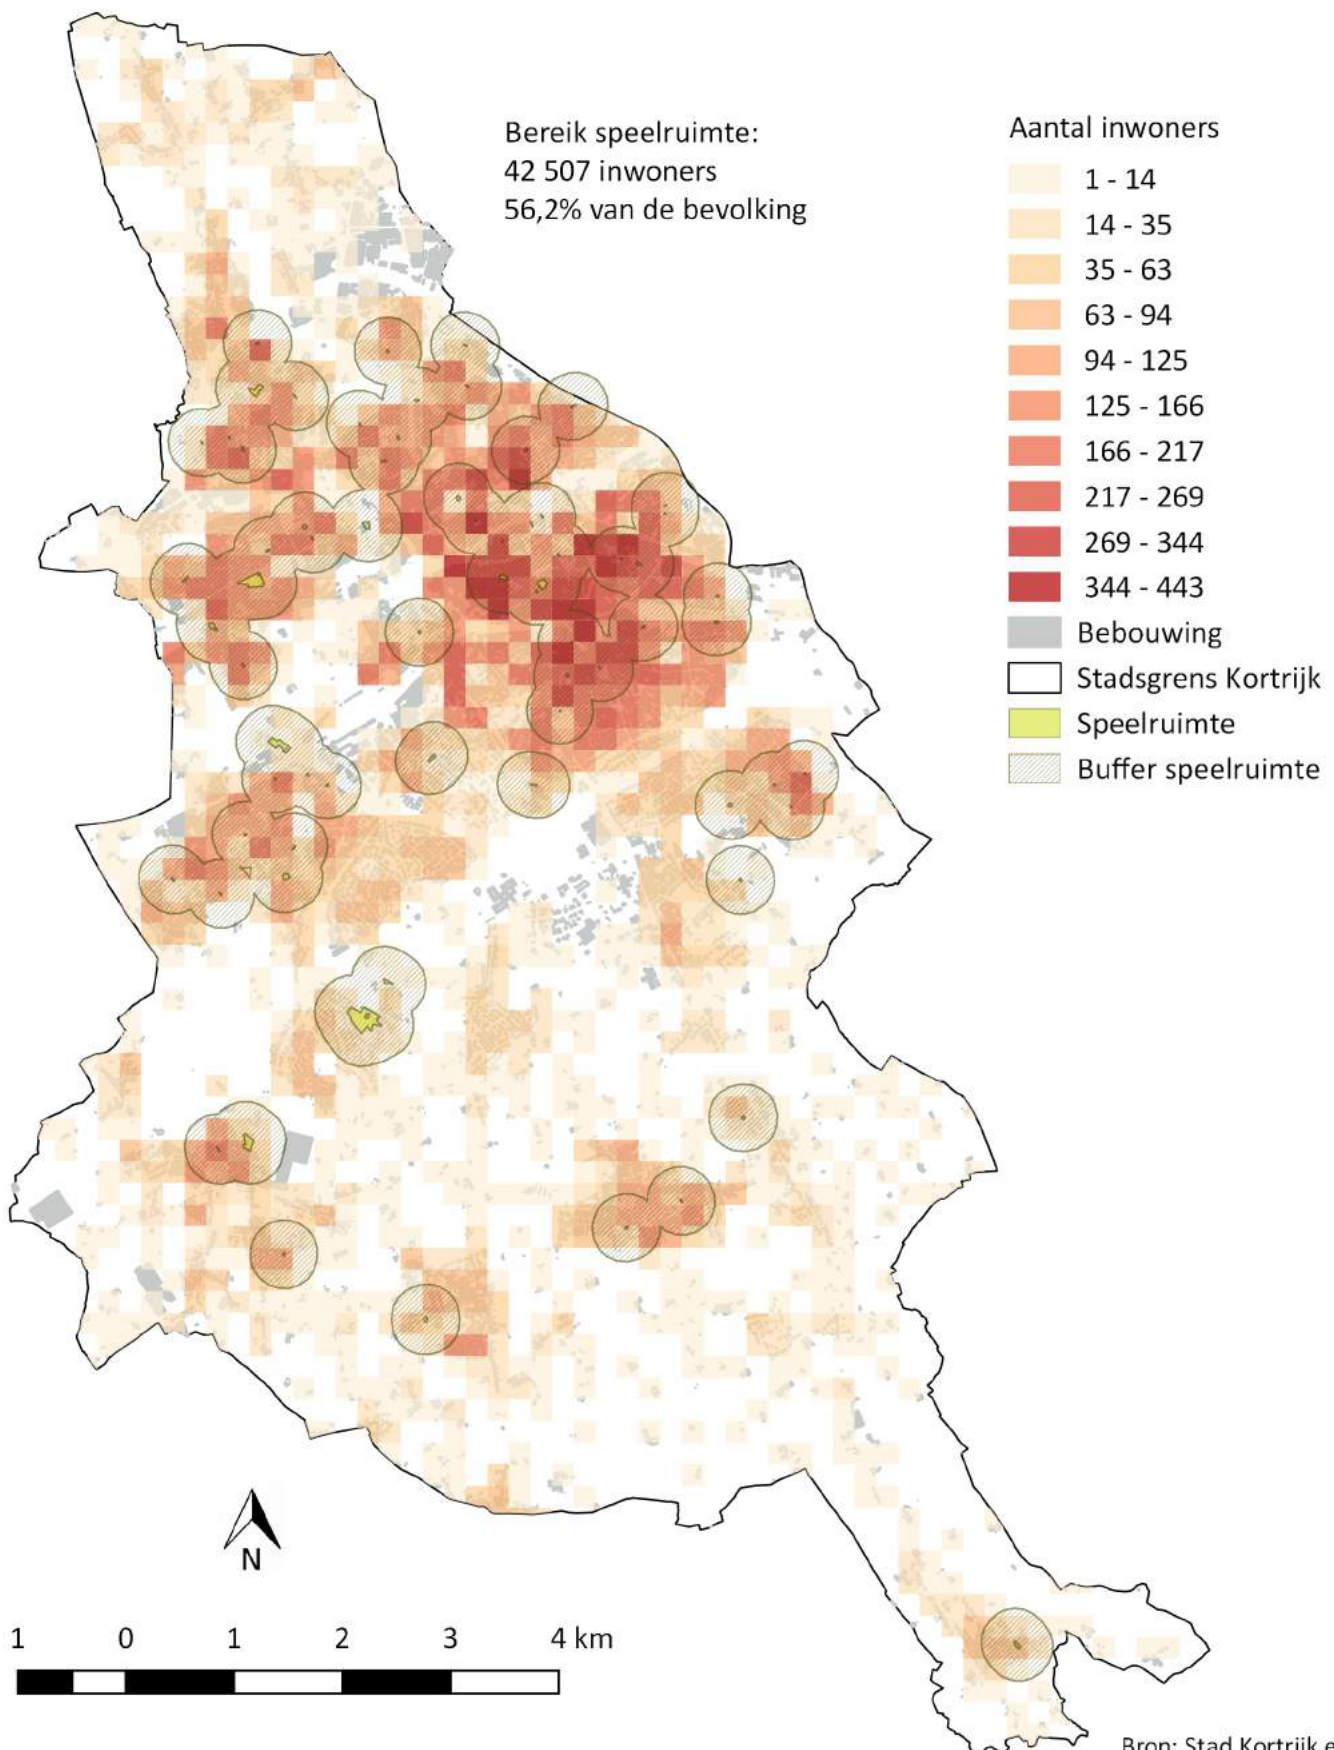 Bereik speelruimte:
42 507 inwoners
56,2% van de bevolking
Aantal inwoners
1 - 14
14 - 35
35 - 63
63 - 94
94 - 125
125 - 166
166 - 217
217 - 269
269 - 344
344 - 443
Bebouwing
Stadsgrens Kortrijk
Speelruimte
Buffer speelruimte
N
1 0 1 2 3 4 km
Bron: Stad Kortrijk e